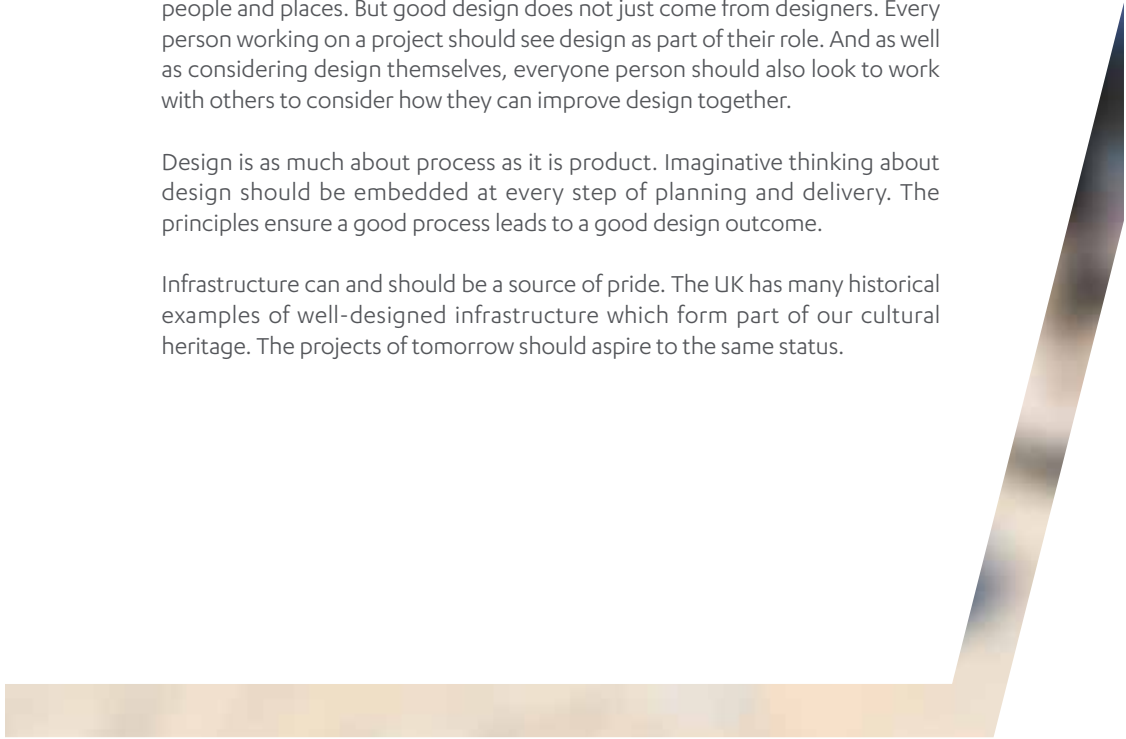 people and places. But good design does not just come from designers. Every
person working on a project should see design as part of their role. And as well
as considering design themselves, everyone person should also look to work
with others to consider how they can improve design together.
Design is as much about process as it is product. Imaginative thinking about
design should be embedded at every step of planning and delivery. The
principles ensure a good process leads to a good design outcome.
Infrastructure can and should be a source of pride. The UK has many historical
examples of well-designed infrastructure which form part of our cultural
heritage. The projects of tomorrow should aspire to the same status.